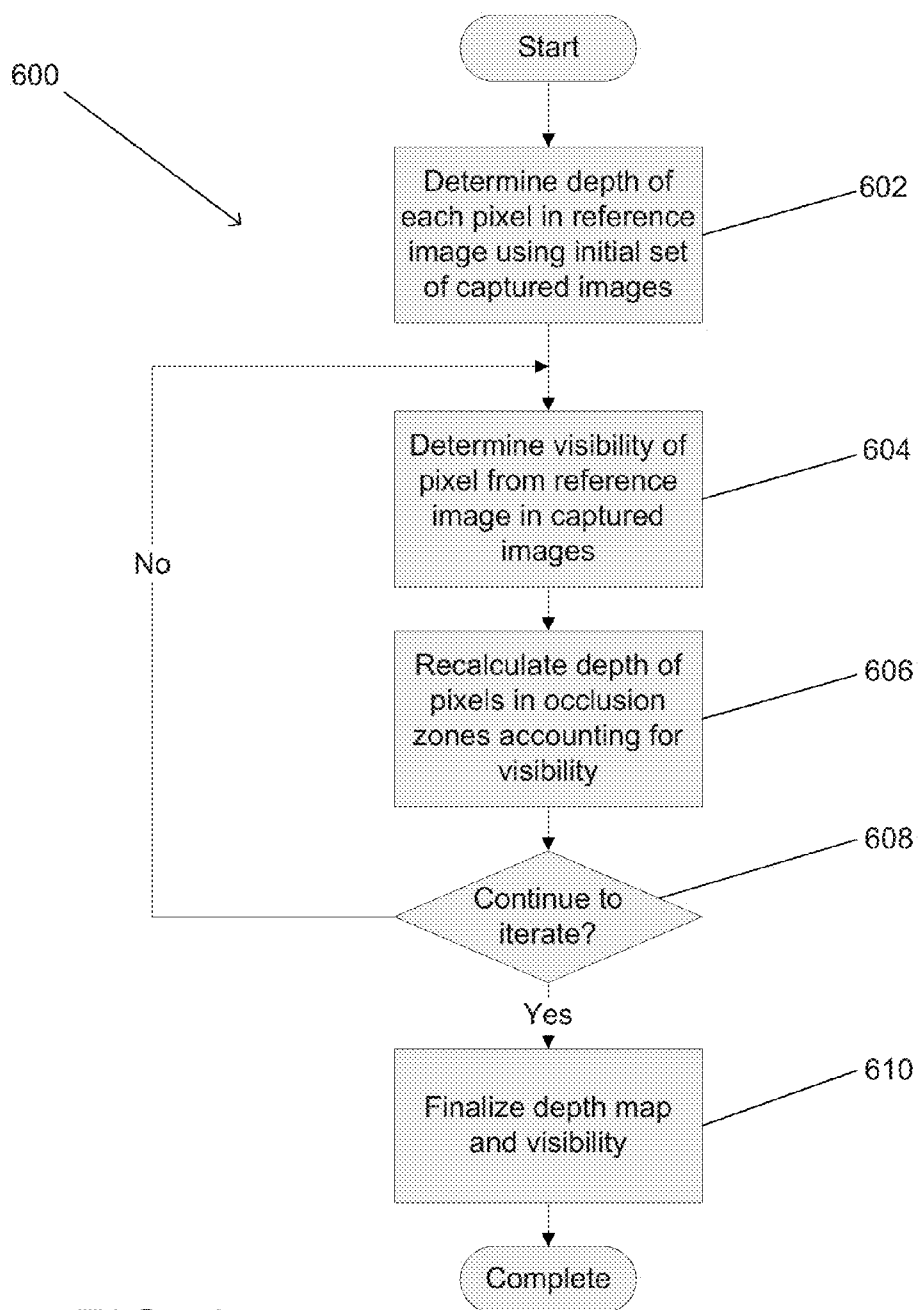 Start
600
Determine depth of
each pixel in reference
image using initial set
of captured images
602
Determine visibility of
pixel from reference
image in captured
images
604
No
Recalculate depth of
pixels in occlusion
zones accounting for
visibility
606
608
Continue to
iterate?
Yes
610
Finalize depth map
and visibility
Complete